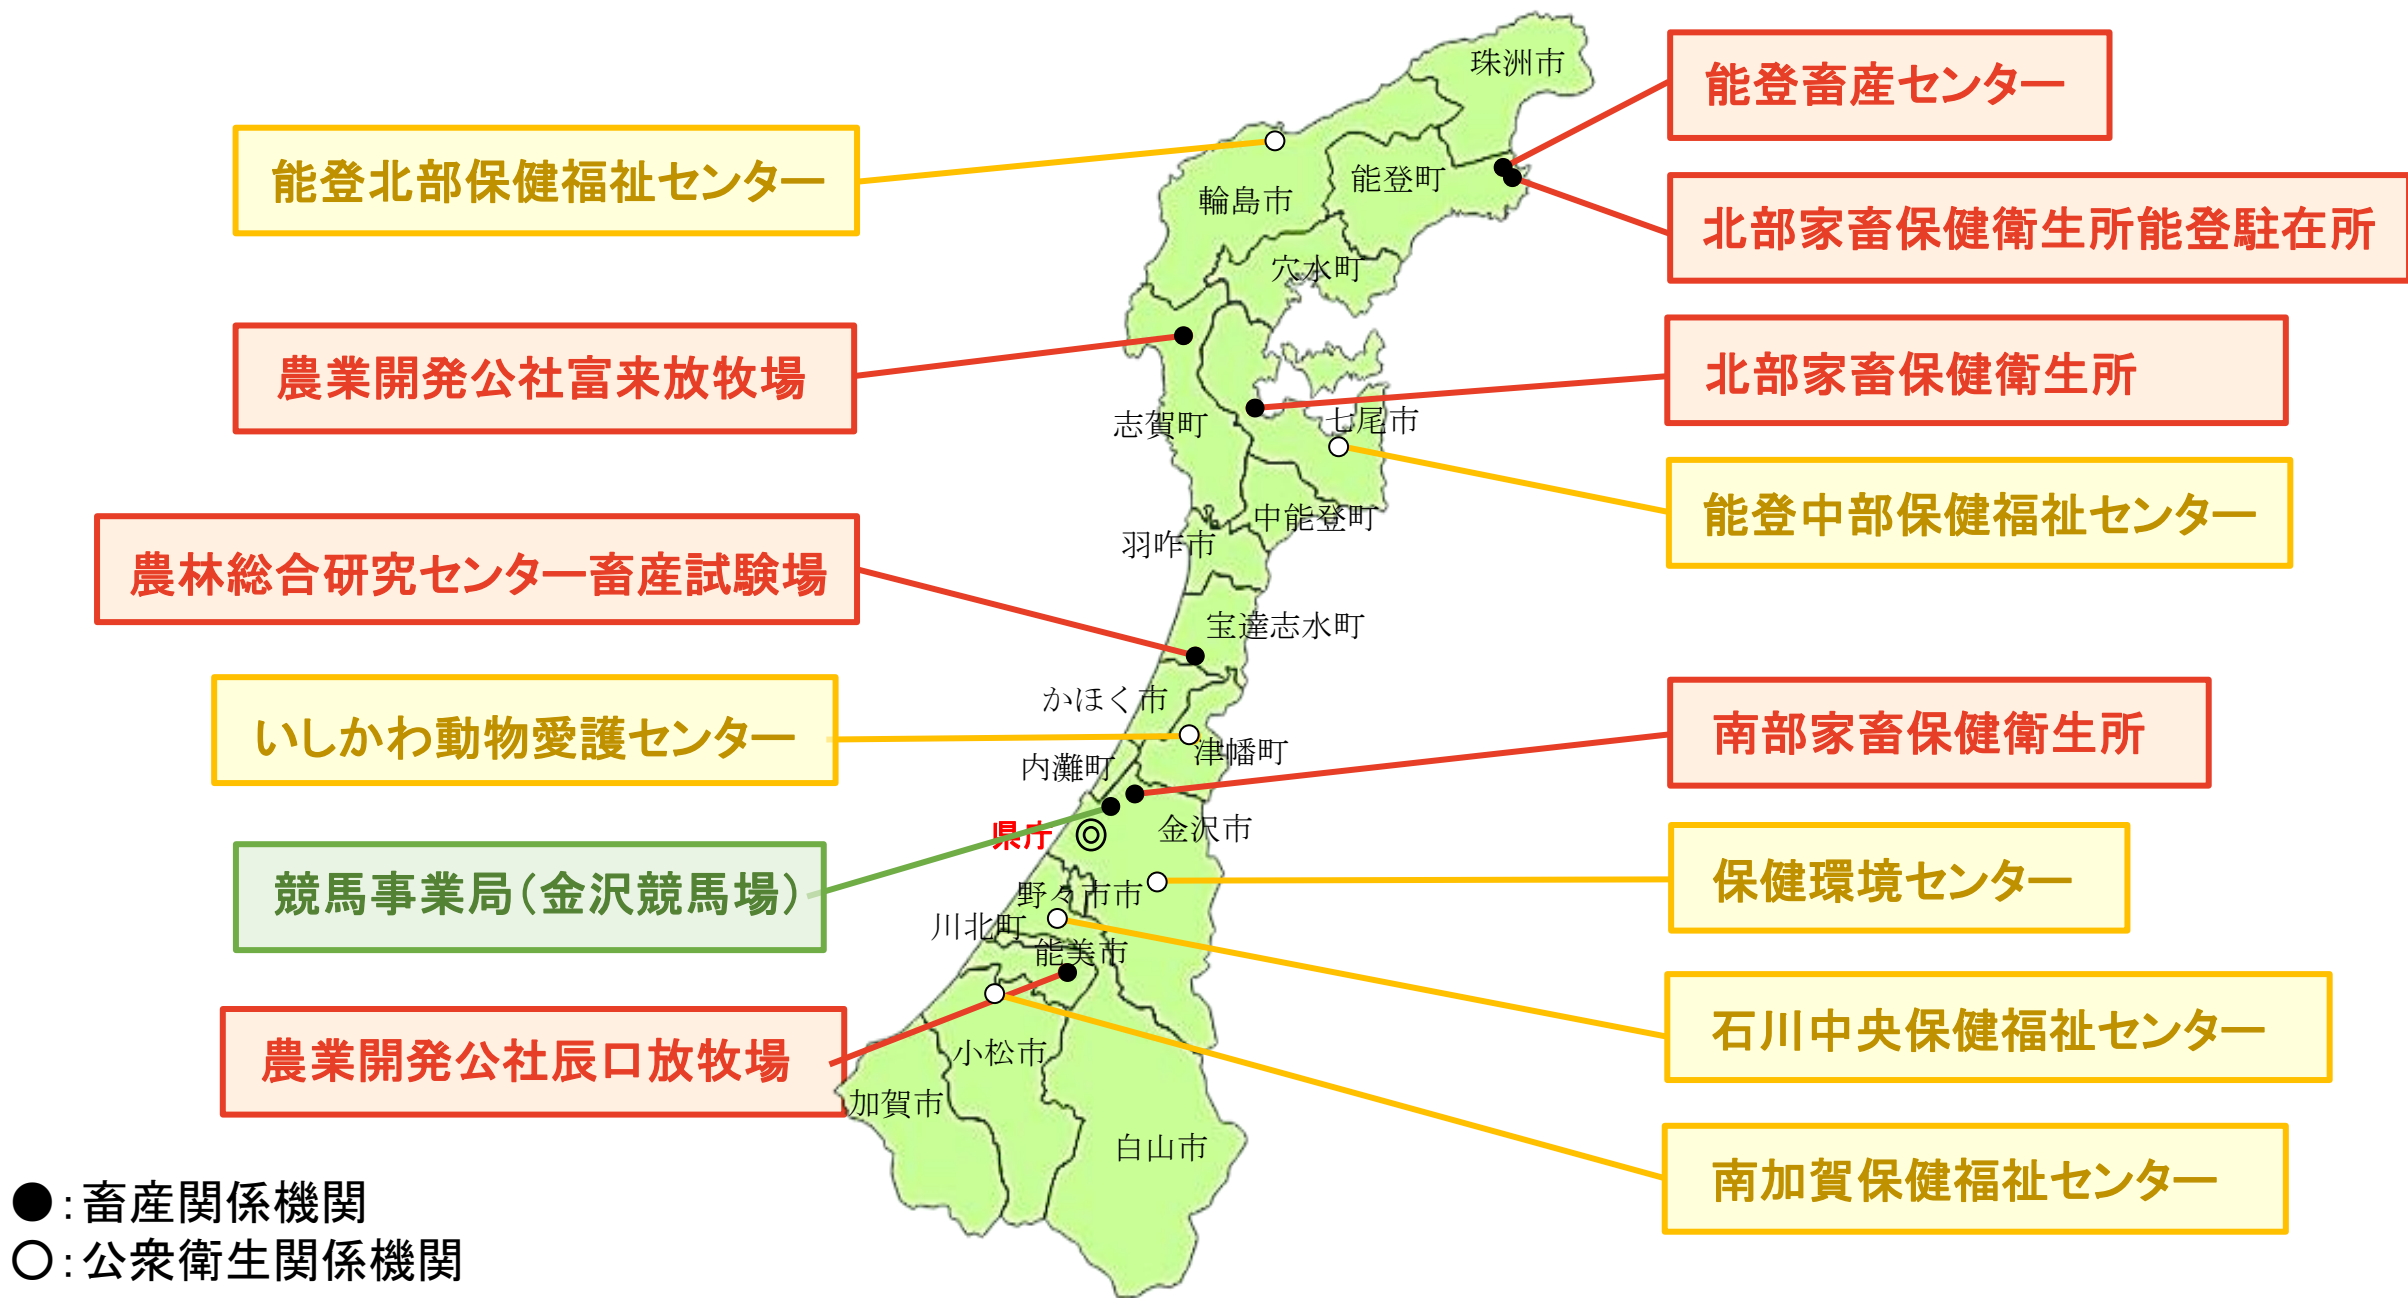 珠洲市
能登畜産センター
能登北部保健福祉センター
能登町
輪島市
北部家畜保健衛生所能登駐在所
穴水町
農業開発公社富来放牧場
北部家畜保健衛生所
志賀町
七尾市
能登中部保健福祉センター
中能登町
羽咋市
農林総合研究センター畜産試験場
宝達志水町
かほく市
いしかわ動物愛護センター
津幡町
南部家畜保健衛生所
内灘町
県庁
金沢市
競馬事業局（金沢競馬場）
野々市市
保健環境センター
川北町
能美市
石川中央保健福祉センター
農業開発公社辰口放牧場
小松市
加賀市
白山市
南加賀保健福祉センター
●：畜産関係機関
○：公衆衛生関係機関